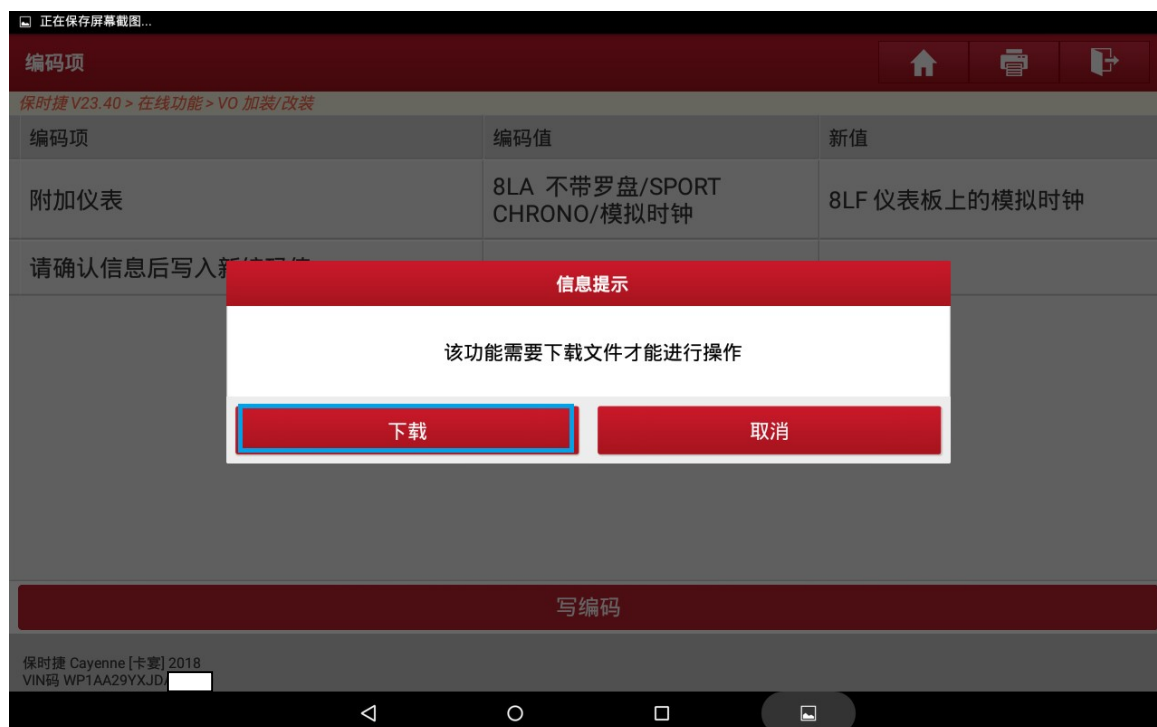 正在保存屏幕截图...
编码项
保时捷 V23.40 > 在线功能 > VO 加装/改装
编码项 编码值 新值
附加仪表 8LA 不带罗盘/SPORT CHRONO/模拟时钟 8LF 仪表板上的模拟时钟
请确认信息后写入新编码值
信息提示
该功能需要下载文件才能进行操作
下载 取消
写编码
保时捷 Cayenne [卡宴] 2018
VIN码 WP1AA29YXJD